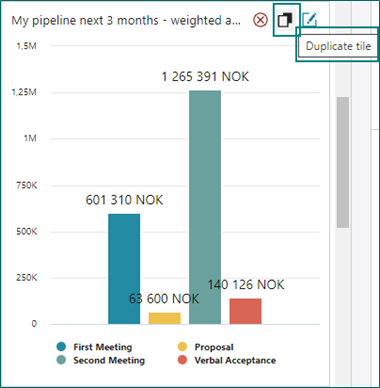 My pipeline next 3 months - weighted a...
Duplicate tile
1,5M
1 265 391 NOK
1,25M
1M
750K
601 310 NOK
500K
250K
63 600 NOK
140 126 NOK
0
First Meeting
Proposal
Second Meeting
Verbal Acceptance